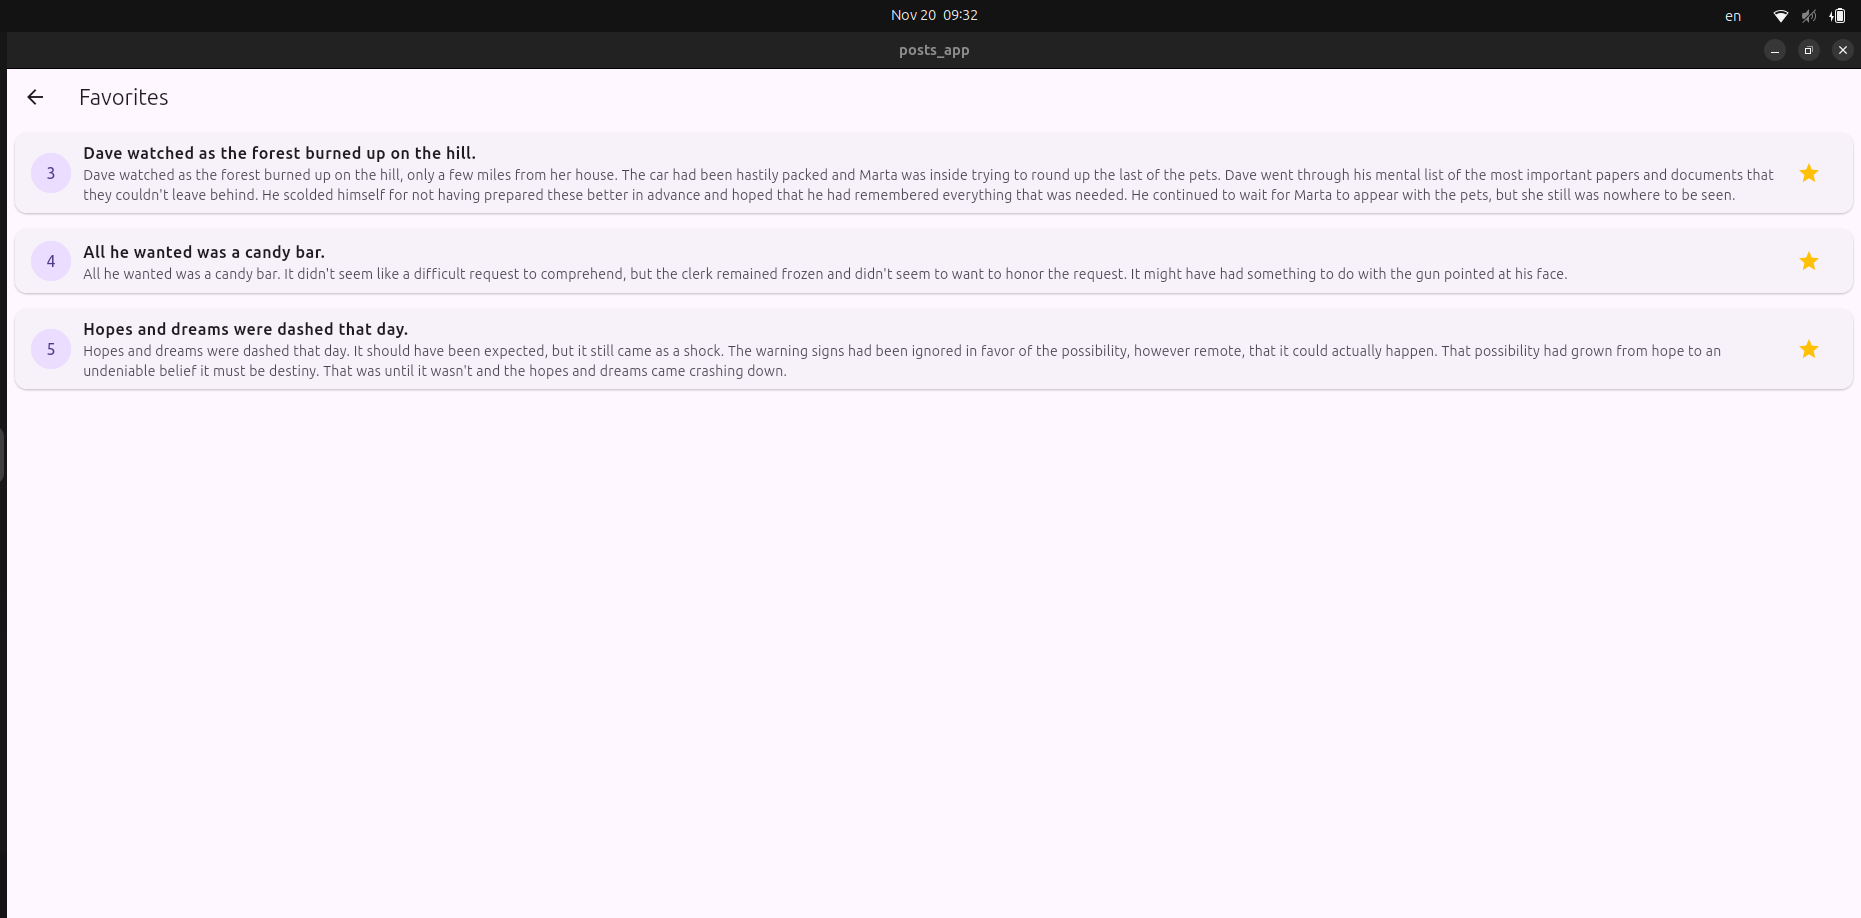 Nov 20 09:32
en
posts_app
Favorites
3
Dave watched as the forest burned up on the hill.
Dave watched as the forest burned up on the hill, only a few miles from her house. The car had been hastily packed and Marta was inside trying to round up the last of the pets. Dave went through his mental list of the most important papers and documents that
they couldn't leave behind. He scolded himself for not having prepared these better in advance and hoped that he had remembered everything that was needed. He continued to wait for Marta to appear with the pets, but she still was nowhere to be seen.
4
All he wanted was a candy bar.
All he wanted was a candy bar. It didn't seem like a difficult request to comprehend, but the clerk remained frozen and didn't seem to want to honor the request. It might have had something to do with the gun pointed at his face.
5
Hopes and dreams were dashed that day.
Hopes and dreams were dashed that day. It should have been expected, but it still came as a shock. The warning signs had been ignored in favor of the possibility, however remote, that it could actually happen. That possibility had grown from hope to an
undeniable belief it must be destiny. That was until it wasn't and the hopes and dreams came crashing down.